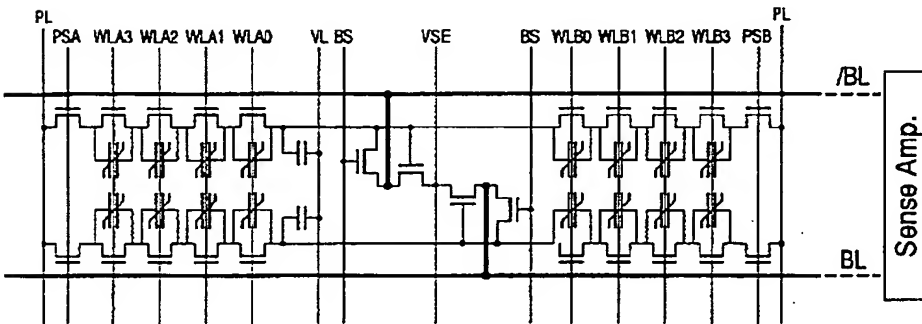 PL PSA WLA3 WLA2 WLA1 WLA0 VL BS VSE BS WLB0 WLB1 WLB2 WLB3 PSB PL
/BL
BL
Sense Amp.